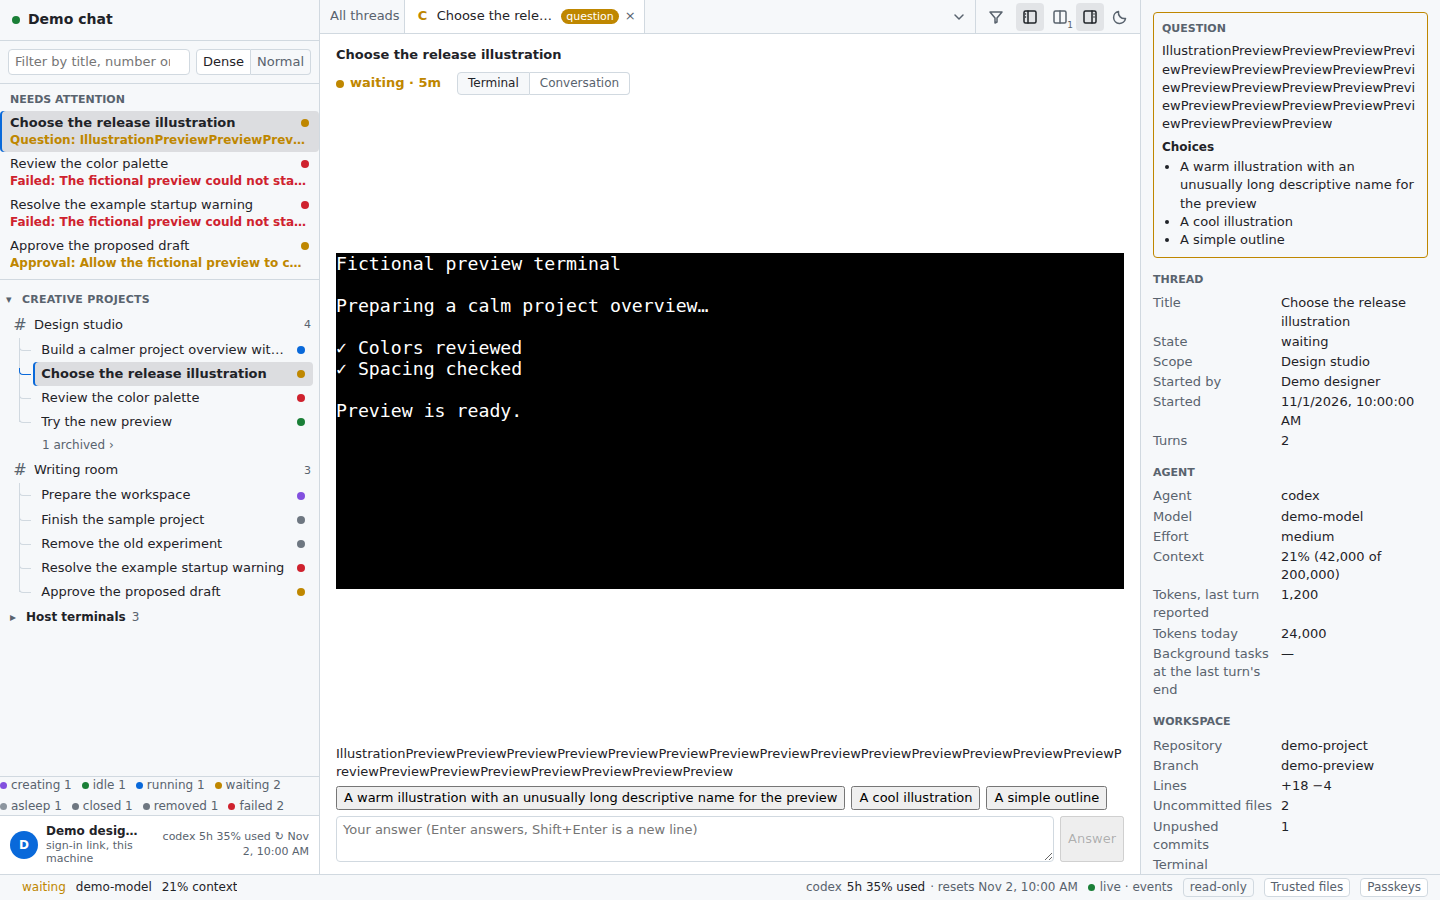 Demo chat
Filter by title, number or
Dense
Normal
NEEDS ATTENTION
Choose the release illustration
Question: IllustrationPreviewPreviewPrev…
Review the color palette
Failed: The fictional preview could not sta…
Resolve the example startup warning
Failed: The fictional preview could not sta…
Approve the proposed draft
Approval: Allow the fictional preview to c…
▾ CREATIVE PROJECTS
# Design studio 4
Build a calmer project overview wit…
Choose the release illustration
Review the color palette
Try the new preview
1 archived ›
# Writing room 3
Prepare the workspace
Finish the sample project
Remove the old experiment
Resolve the example startup warning
Approve the proposed draft
▸ Host terminals 3
creating 1 idle 1 running 1 waiting 2
asleep 1 closed 1 removed 1 failed 2
D
Demo desig…
sign-in link, this
machine
codex 5h 35% used ↻ Nov
2, 10:00 AM
All threads
C Choose the rele… question ×
1
Choose the release illustration
waiting · 5m
Terminal
Conversation
Fictional preview terminal
Preparing a calm project overview…
✓ Colors reviewed
✓ Spacing checked
Preview is ready.
IllustrationPreviewPreviewPreviewPreviewPreviewPreviewPreviewPreviewPreviewPreviewPreviewPreviewPreviewP
reviewPreviewPreviewPreviewPreviewPreviewPreviewPreview
A warm illustration with an unusually long descriptive name for the preview
A cool illustration
A simple outline
Your answer (Enter answers, Shift+Enter is a new line)
Answer
QUESTION
IllustrationPreviewPreviewPreviewPrevi
ewPreviewPreviewPreviewPreviewPrevi
ewPreviewPreviewPreviewPreviewPrevi
ewPreviewPreviewPreviewPreviewPrevi
ewPreviewPreviewPreview
Choices
• A warm illustration with an
unusually long descriptive name for
the preview
• A cool illustration
• A simple outline
THREAD
Title Choose the release
illustration
State waiting
Scope Design studio
Started by Demo designer
Started 11/1/2026, 10:00:00
AM
Turns 2
AGENT
Agent codex
Model demo-model
Effort medium
Context 21% (42,000 of
200,000)
Tokens, last turn 1,200
reported
Tokens today 24,000
Background tasks —
at the last turn's
end
WORKSPACE
Repository demo-project
Branch demo-preview
Lines +18 −4
Uncommitted files 2
Unpushed 1
commits
Terminal
waiting demo-model 21% context
codex 5h 35% used · resets Nov 2, 10:00 AM
live · events
read-only
Trusted files
Passkeys